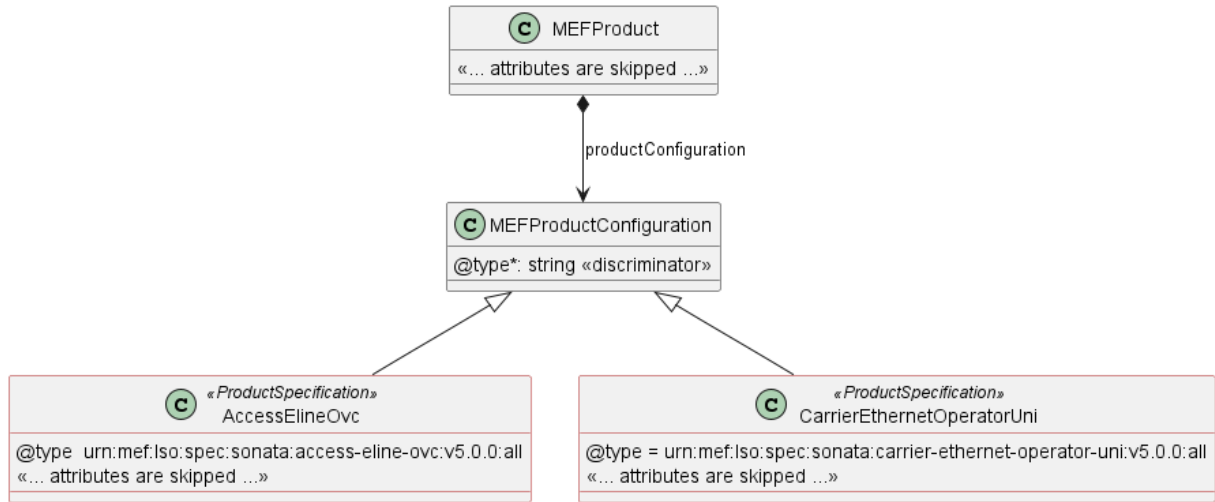 C MEFProduct
«... attributes are skipped ...»
productConfiguration
C MEFProductConfiguration
@type*: string «discriminator»
C «ProductSpecification»
AccessElineOvc
@type  urn:mef:lso:spec:sonata:access-eline-ovc:v5.0.0:all
«... attributes are skipped ...»
C «ProductSpecification»
CarrierEthernetOperatorUni
@type = urn:mef:lso:spec:sonata:carrier-ethernet-operator-uni:v5.0.0:all
«... attributes are skipped ...»